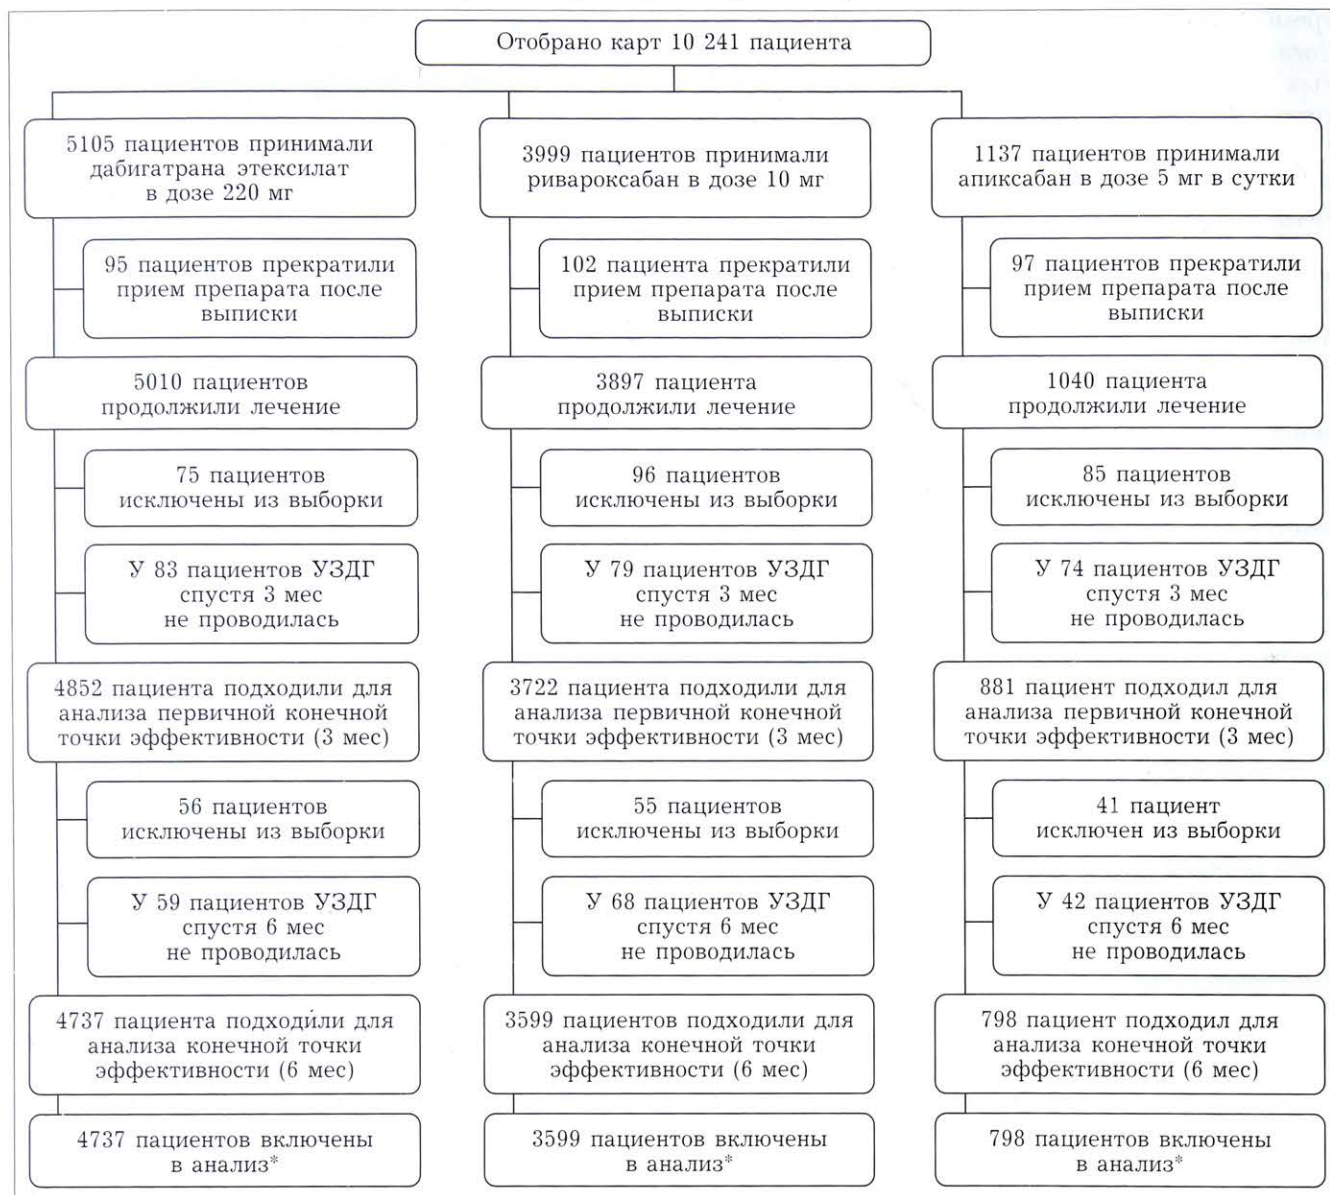 Отобрано карт 10 241 пациента
5105 пациентов принимали
дабигатрана этексилат
в дозе 220 мг
95 пациентов прекратили
прием препарата после
выписки
5010 пациентов
продолжили лечение
75 пациентов
исключены из выборки
У 83 пациентов УЗДГ
спустя 3 мес
не проводилась
4852 пациента подходили для
анализа первичной конечной
точки эффективности (3 мес)
56 пациентов
исключены из выборки
У 59 пациентов УЗДГ
спустя 6 мес
не проводилась
4737 пациента подходи́ли для
анализа конечной точки
эффективности (6 мес)
4737 пациентов включены
в анализ*
3999 пациентов принимали
ривароксабан в дозе 10 мг
102 пациента прекратили
прием препарата после
выписки
3897 пациента
продолжили лечение
96 пациентов
исключены из выборки
У 79 пациентов УЗДГ
спустя 3 мес
не проводилась
3722 пациента подходили для
анализа первичной конечной
точки эффективности (3 мес)
55 пациентов
исключены из выборки
У 68 пациентов УЗДГ
спустя 6 мес
не проводилась
3599 пациентов подходили для
анализа конечной точки
эффективности (6 мес)
3599 пациентов включены
в анализ*
1137 пациентов принимали
апиксабан в дозе 5 мг в сутки
97 пациентов прекратили
прием препарата после
выписки
1040 пациента
продолжили лечение
85 пациентов
исключены из выборки
У 74 пациентов УЗДГ
спустя 3 мес
не проводилась
881 пациент подходил для
анализа первичной конечной
точки эффективности (3 мес)
41 пациент
исключен из выборки
У 42 пациентов УЗДГ
спустя 6 мес
не проводилась
798 пациент подходил для
анализа конечной точки
эффективности (6 мес)
798 пациентов включены
в анализ*